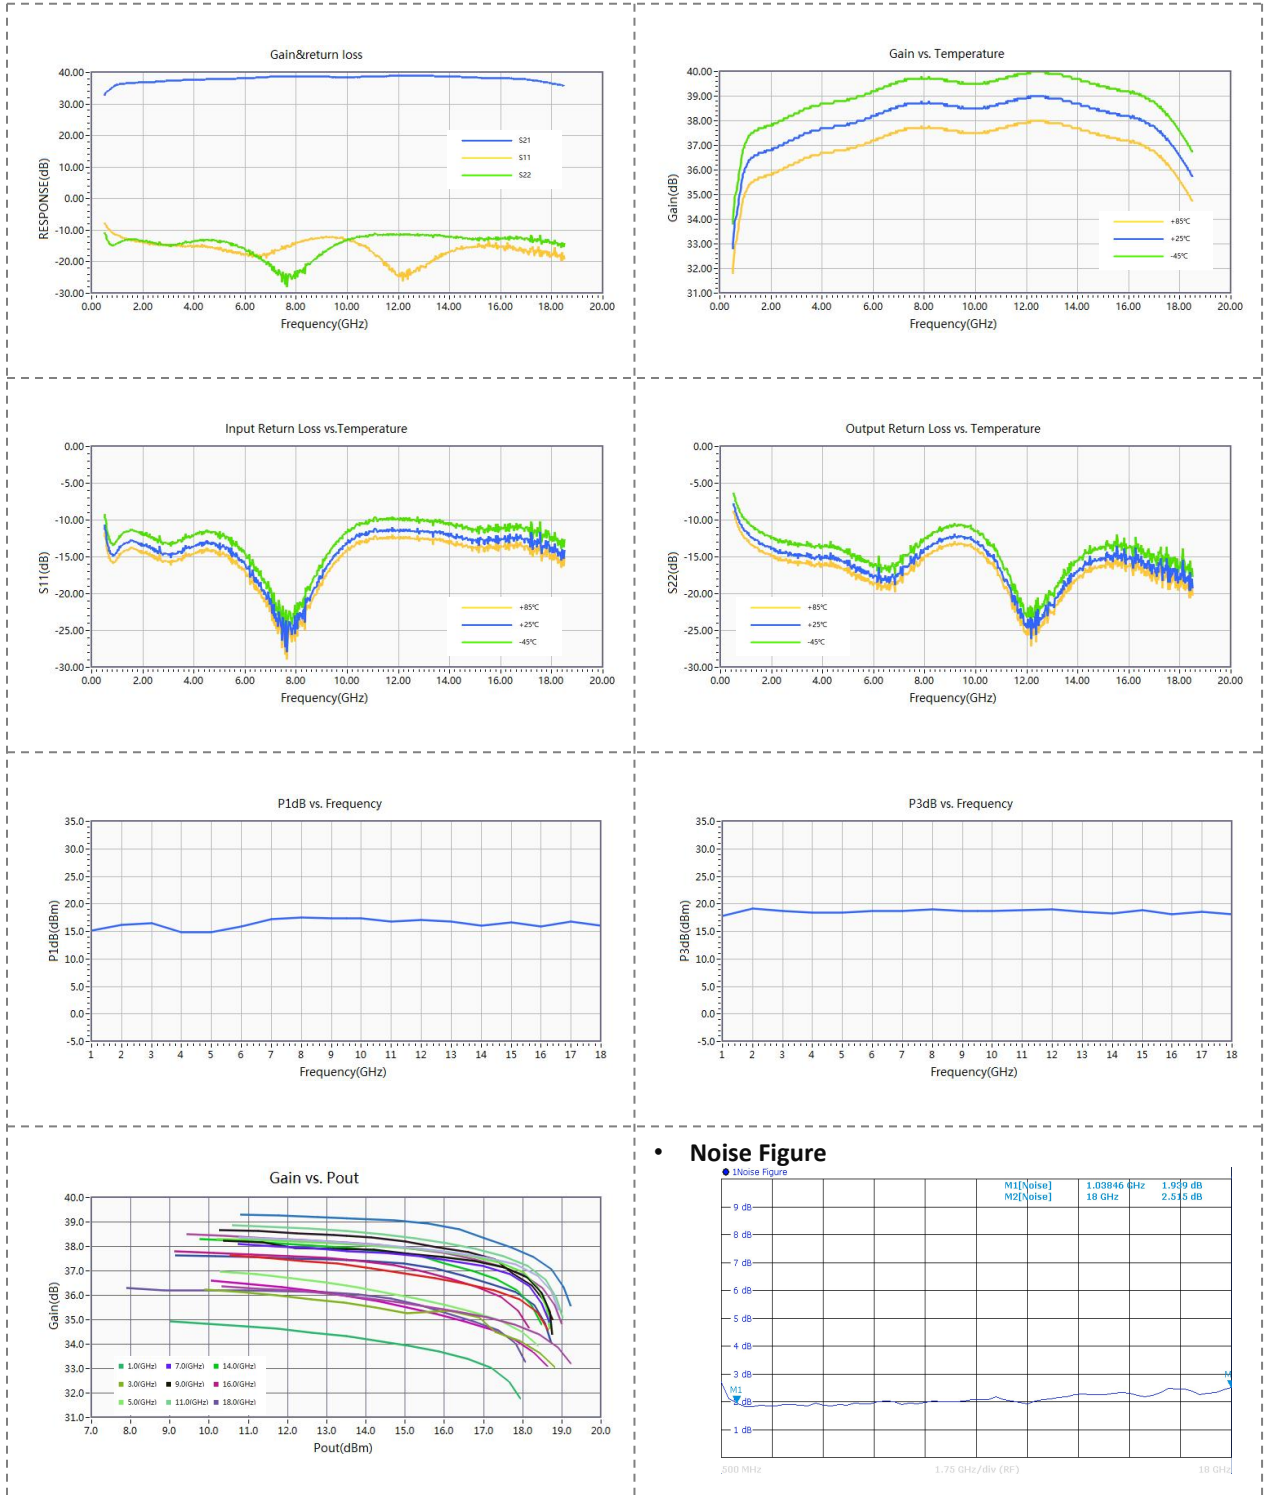 Gain&return loss
40.00
30.00
20.00
10.00
0.00
-10.00
-20.00
-30.00
RESPONSE(dB)
S21
S11
S22
0.00 2.00 4.00 6.00 8.00 10.00 12.00 14.00 16.00 18.00 20.00
Frequency(GHz)
Gain vs. Temperature
40.00
39.00
38.00
37.00
36.00
35.00
34.00
33.00
32.00
31.00
Gain(dB)
+85℃
+25℃
-45℃
0.00 2.00 4.00 6.00 8.00 10.00 12.00 14.00 16.00 18.00 20.00
Frequency(GHz)
Input Return Loss vs.Temperature
0.00
-5.00
-10.00
-15.00
-20.00
-25.00
-30.00
S11(dB)
+85℃
+25℃
-45℃
0.00 2.00 4.00 6.00 8.00 10.00 12.00 14.00 16.00 18.00 20.00
Frequency(GHz)
Output Return Loss vs. Temperature
0.00
-5.00
-10.00
-15.00
-20.00
-25.00
-30.00
S22(dB)
+85℃
+25℃
-45℃
0.00 2.00 4.00 6.00 8.00 10.00 12.00 14.00 16.00 18.00 20.00
Frequency(GHz)
P1dB vs. Frequency
35.0
30.0
25.0
20.0
15.0
10.0
5.0
0.0
-5.0
P1dB(dBm)
1 2 3 4 5 6 7 8 9 10 11 12 13 14 15 16 17 18
Frequency(GHz)
P3dB vs. Frequency
35.0
30.0
25.0
20.0
15.0
10.0
5.0
0.0
-5.0
P3dB(dBm)
1 2 3 4 5 6 7 8 9 10 11 12 13 14 15 16 17 18
Frequency(GHz)
Gain vs. Pout
40.0
39.0
38.0
37.0
36.0
35.0
34.0
33.0
32.0
31.0
Gain(dB)
1.0(GHz) 7.0(GHz) 14.0(GHz)
3.0(GHz) 9.0(GHz) 16.0(GHz)
5.0(GHz) 11.0(GHz) 18.0(GHz)
7.0 8.0 9.0 10.0 11.0 12.0 13.0 14.0 15.0 16.0 17.0 18.0 19.0 20.0
Pout(dBm)
• Noise Figure
1Noise Figure
M1[Noise] 1.03846 GHz 1.939 dB
M2[Noise] 18 GHz 2.515 dB
9 dB
8 dB
7 dB
6 dB
5 dB
4 dB
3 dB
M1
M
2 dB
1 dB
500 MHz 1.75 GHz/div (RF) 18 GHz